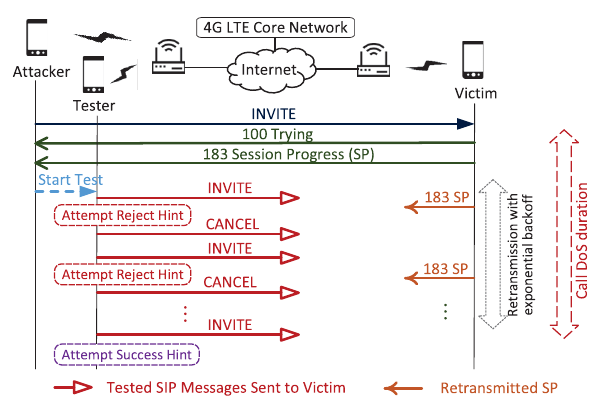 4G LTE Core Network
Attacker
Internet
Tester
Victim
INVITE
100 Trying
183 Session Progress (SP)
Start Test
INVITE
183 SP
Attempt Reject Hint
CANCEL
INVITE
Attempt Reject Hint
183 SP
CANCEL
INVITE
Attempt Success Hint
Retransmission with
exponential backoff
Call DoS duration
Tested SIP Messages Sent to Victim
Retransmitted SP